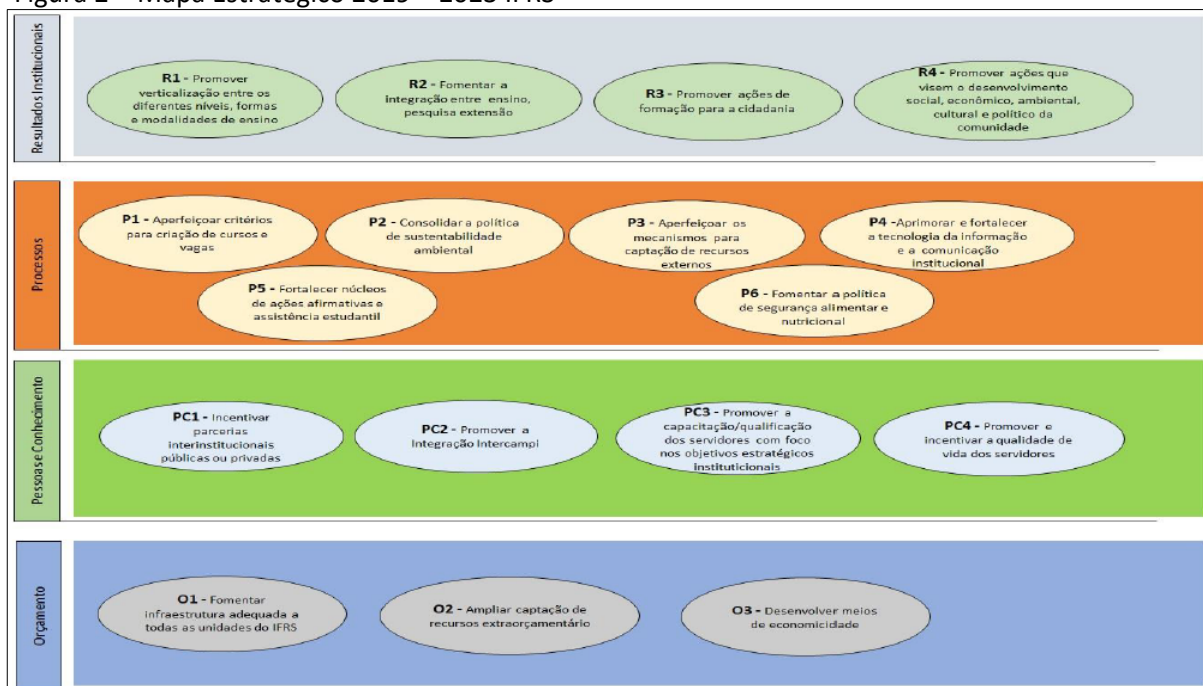 Figura 2 – Mapa Estratégico 2019 – 2023 IFRS
Resultados Institucionais
R1 - Promover
verticalização entre os
diferentes níveis, formas
e modalidades de ensino
R2 - Fomentar a
integração entre ensino,
pesquisa extensão
R3 - Promover ações de
formação para a cidadania
R4 - Promover ações que
visem o desenvolvimento
social, econômico, ambiental,
cultural e político da
comunidade
Processos
P1 - Aperfeiçoar critérios
para criação de cursos e
vagas
P2 - Consolidar a política
de sustentabilidade
ambiental
P3 - Aperfeiçoar os
mecanismos para
captação de recursos
externos
P4 -Aprimorar e fortalecer
a tecnologia da informação
e a comunicação
institucional
P5 - Fortalecer núcleos
de ações afirmativas e
assistência estudantil
P6 - Fomentar a política
de segurança alimentar e
nutricional
Pessoas e Conhecimento
PC1 - Incentivar
parcerias
interinstitucionais
públicas ou privadas
PC2 - Promover a
Integração Intercampi
PC3 - Promover a
capacitação/qualificação
dos servidores com foco
nos objetivos estratégicos
instituticionais
PC4 - Promover e
incentivar a qualidade de
vida dos servidores
Orçamento
O1 - Fomentar
infraestrutura adequada a
todas as unidades do IFRS
O2 - Ampliar captação de
recursos extraorçamentário
O3 - Desenvolver meios
de economicidade